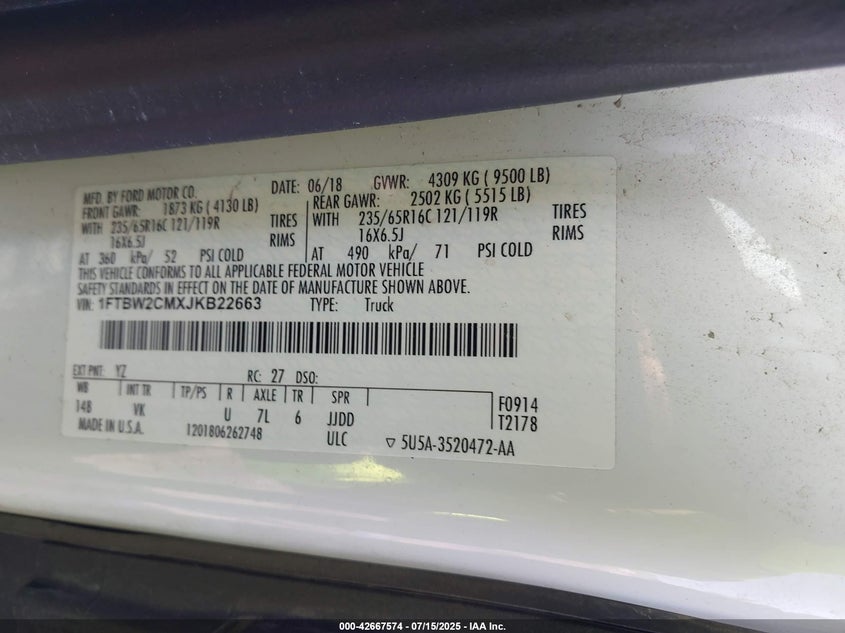 MFD. BY FORD MOTOR CO. DATE: 06/18 GVWR: 4309 KG ( 9500 LB)
FRONT GAWR: 1873 KG ( 4130 LB) REAR GAWR: 2502 KG ( 5515 LB)
WITH 235/65R16C 121/119R TIRES WITH 235/65R16C 121/119R TIRES
16X6.5J RIMS 16X6.5J RIMS
AT 360 kPa/ 52 PSI COLD AT 490 kPa/ 71 PSI COLD
THIS VEHICLE CONFORMS TO ALL APPLICABLE FEDERAL MOTOR VEHICLE
SAFETY STANDARDS IN EFFECT ON THE DATE OF MANUFACTURE SHOWN ABOVE.
VIN: 1FTBW2CMXJKB22663 TYPE: Truck
EXT PNT: YZ RC: 27 DSO:
WB INT TR TP/PS R AXLE TR SPR F0914
148 VK U 7L 6 JJDD T2178
MADE IN U.S.A. 1201806262748 ULC ▽ 5U5A-3520472-AA
000-42667574 - 07/15/2025 - IAA Inc.